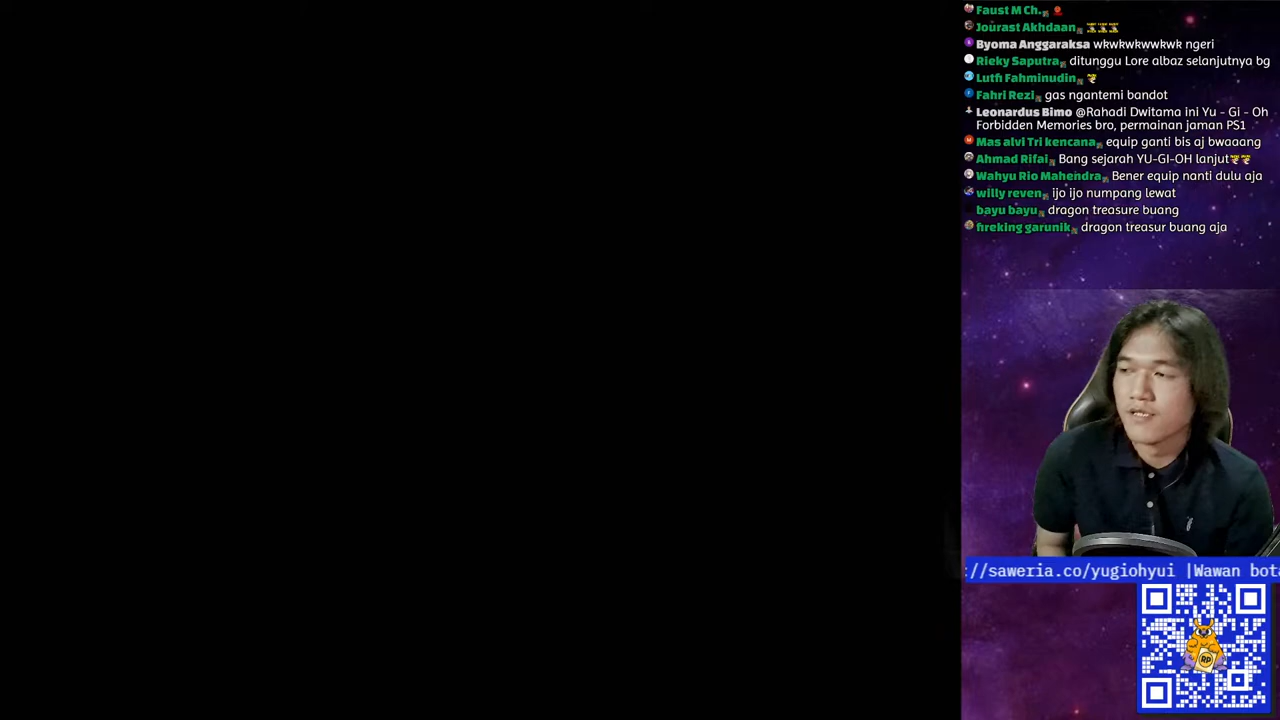 Faust M Ch.
Jourast Akhdaan
Byoma Anggaraksa wkwkwkwwkwk ngeri
Rieky Saputra ditunggu Lore albaz selanjutnya bg
Lutfi Fahminudin
Fahri Rezi gas ngantemi bandot
Leonardus Bimo @Rahadi Dwitama ini Yu - Gi - Oh
Forbidden Memories bro, permainan jaman PS1
Mas alvi Tri kencana equip ganti bis aj bwaaang
Ahmad Rifai Bang sejarah YU-GI-OH lanjut
Wahyu Rio Mahendra Bener equip nanti dulu aja
willy reven ijo ijo numpang lewat
bayu bayu dragon treasure buang
fireking garunik dragon treasur buang aja
://saweria.co/yugiohyui |Wawan bota
RP